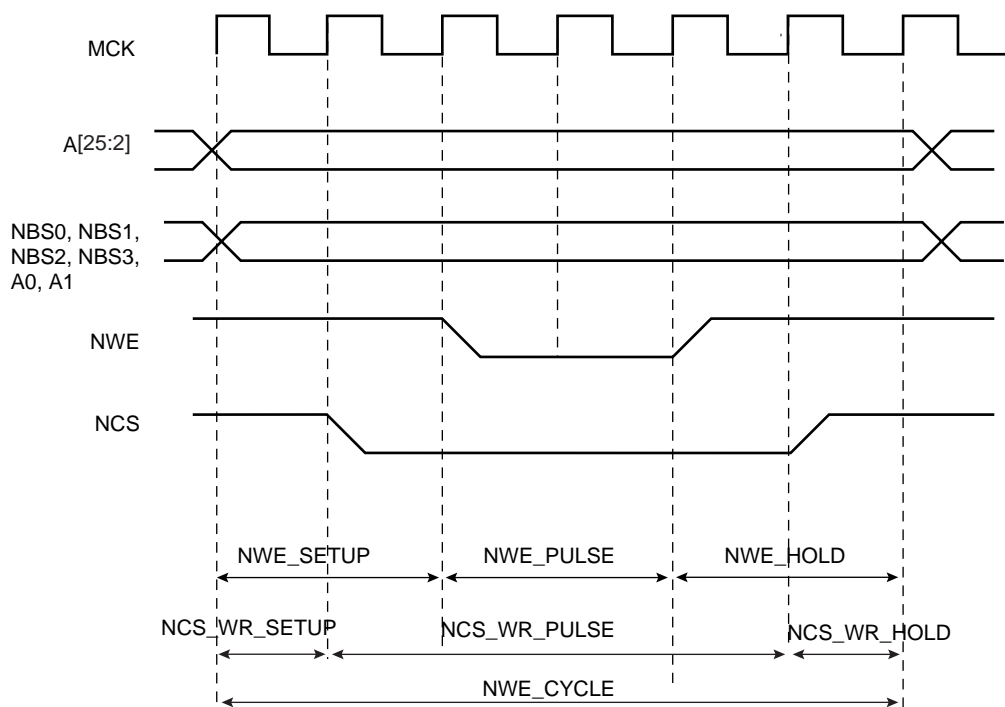 MCK
A[25:2]
NBS0, NBS1,
NBS2, NBS3,
A0, A1
NWE
NCS
NWE_SETUP
NWE_PULSE
NWE_HOLD
NCS_WR_SETUP
NCS_WR_PULSE
NCS_WR_HOLD
NWE_CYCLE